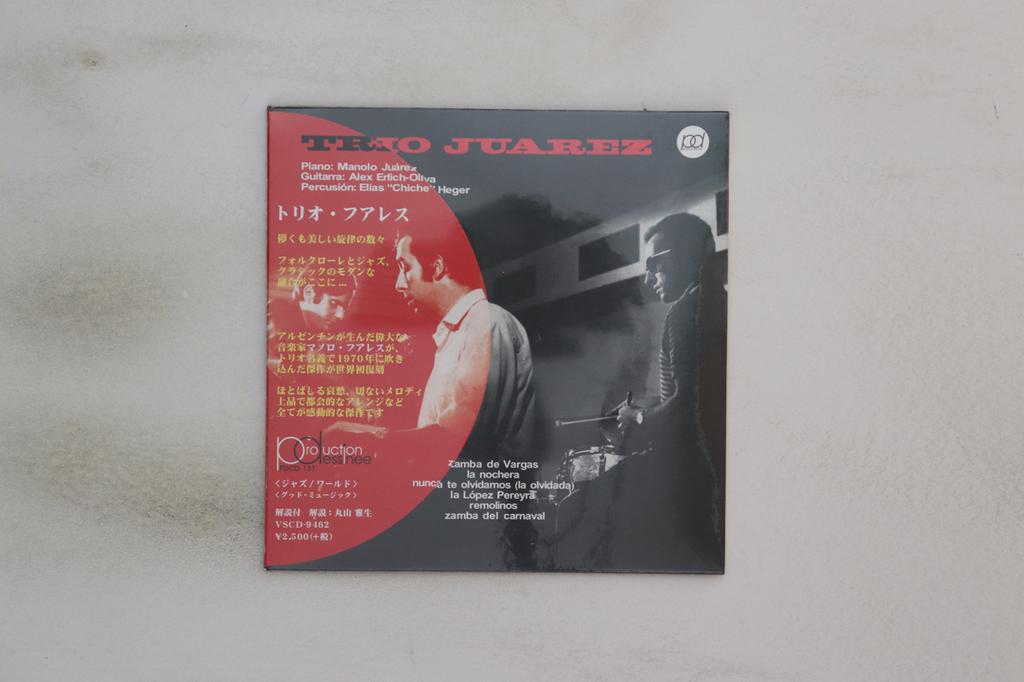 TRIO JUAREZ
pd
Piano: Manolo Juárez
Guitarra: Alex Erlich-Oliva
Percusión: Elías "Chiche" Heger
トリオ・フアレス
儚くも美しい旋律の数々
フォルクローレとジャズ、
クラシックのモダンな
融合がここに...
アルゼンチンが生んだ偉大な
音楽家マノロ・フアレスが、
トリオ名義で1970年に吹き
込んだ傑作が世界初復刻
ほとばしる哀愁、切ないメロディ
上品で都会的なアレンジなど
全てが感動的な傑作です
production dessinee
PDCD-131
〈ジャズ/ワールド〉
〈グッド・ミュージック〉
解説付 解説:丸山 雅生
VSCD-9462
¥2,500(+税)
zamba de Vargas
la nochera
nunca te olvidamos (la olvidada)
la López Pereyra
remolinos
zamba del carnaval